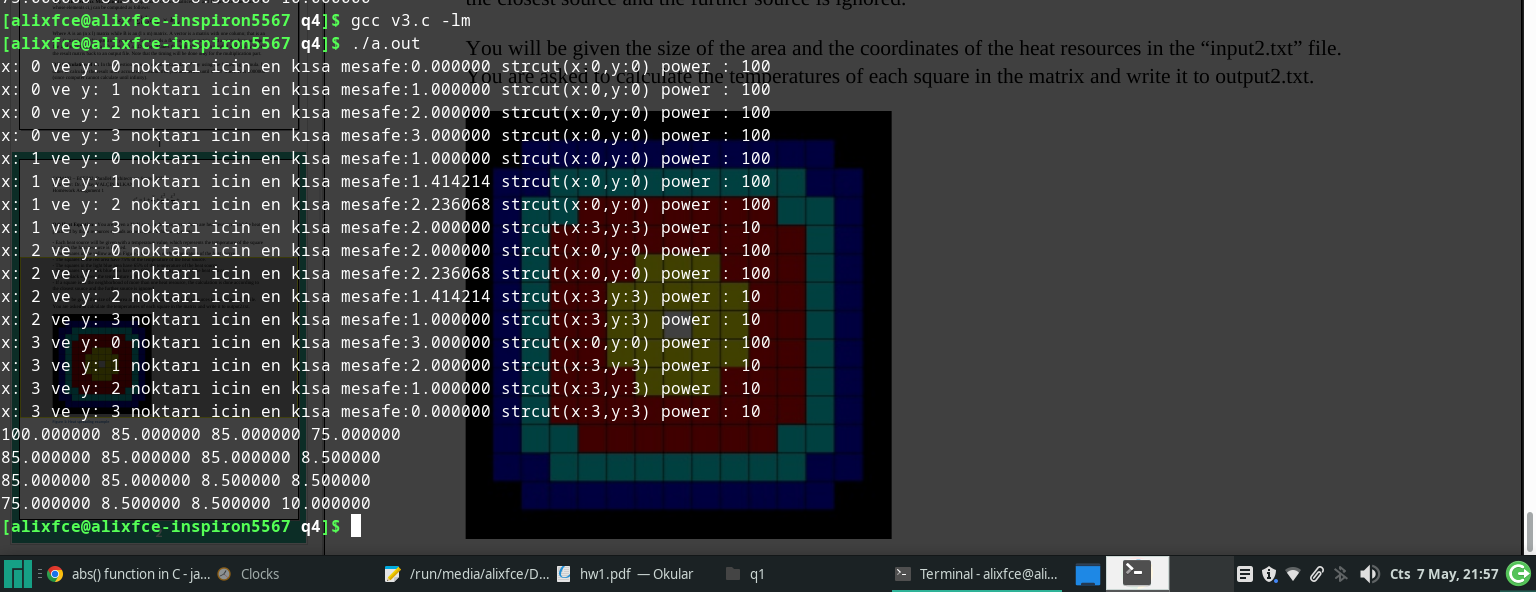 [alixfce@alixfce-inspiron5567 q4]$ gcc v3.c -lm
[alixfce@alixfce-inspiron5567 q4]$ ./a.out
x: 0 ve y: 0 noktarı icin en kısa mesafe:0.000000 strcut(x:0,y:0) power : 100
x: 0 ve y: 1 noktarı icin en kısa mesafe:1.000000 strcut(x:0,y:0) power : 100
x: 0 ve y: 2 noktarı icin en kısa mesafe:2.000000 strcut(x:0,y:0) power : 100
x: 0 ve y: 3 noktarı icin en kısa mesafe:3.000000 strcut(x:0,y:0) power : 100
x: 1 ve y: 0 noktarı icin en kısa mesafe:1.000000 strcut(x:0,y:0) power : 100
x: 1 ve y: 1 noktarı icin en kısa mesafe:1.414214 strcut(x:0,y:0) power : 100
x: 1 ve y: 2 noktarı icin en kısa mesafe:2.236068 strcut(x:0,y:0) power : 100
x: 1 ve y: 3 noktarı icin en kısa mesafe:2.000000 strcut(x:3,y:3) power : 10
x: 2 ve y: 0 noktarı icin en kısa mesafe:2.000000 strcut(x:0,y:0) power : 100
x: 2 ve y: 1 noktarı icin en kısa mesafe:2.236068 strcut(x:0,y:0) power : 100
x: 2 ve y: 2 noktarı icin en kısa mesafe:1.414214 strcut(x:3,y:3) power : 10
x: 2 ve y: 3 noktarı icin en kısa mesafe:1.000000 strcut(x:3,y:3) power : 10
x: 3 ve y: 0 noktarı icin en kısa mesafe:3.000000 strcut(x:0,y:0) power : 100
x: 3 ve y: 1 noktarı icin en kısa mesafe:2.000000 strcut(x:3,y:3) power : 10
x: 3 ve y: 2 noktarı icin en kısa mesafe:1.000000 strcut(x:3,y:3) power : 10
x: 3 ve y: 3 noktarı icin en kısa mesafe:0.000000 strcut(x:3,y:3) power : 10
100.000000 85.000000 85.000000 75.000000
85.000000 85.000000 85.000000 8.500000
85.000000 85.000000 8.500000 8.500000
75.000000 8.500000 8.500000 10.000000
[alixfce@alixfce-inspiron5567 q4]$
the closest source and the further source is ignored.
You will be given the size of the area and the coordinates of the heat resources in the “input2.txt” file.
You are asked to calculate the temperatures of each square in the matrix and write it to output2.txt.
abs() function in C - ja...
Clocks
/run/media/alixfce/D...
hw1.pdf — Okular
q1
Terminal - alixfce@ali...
Cts 7 May, 21:57